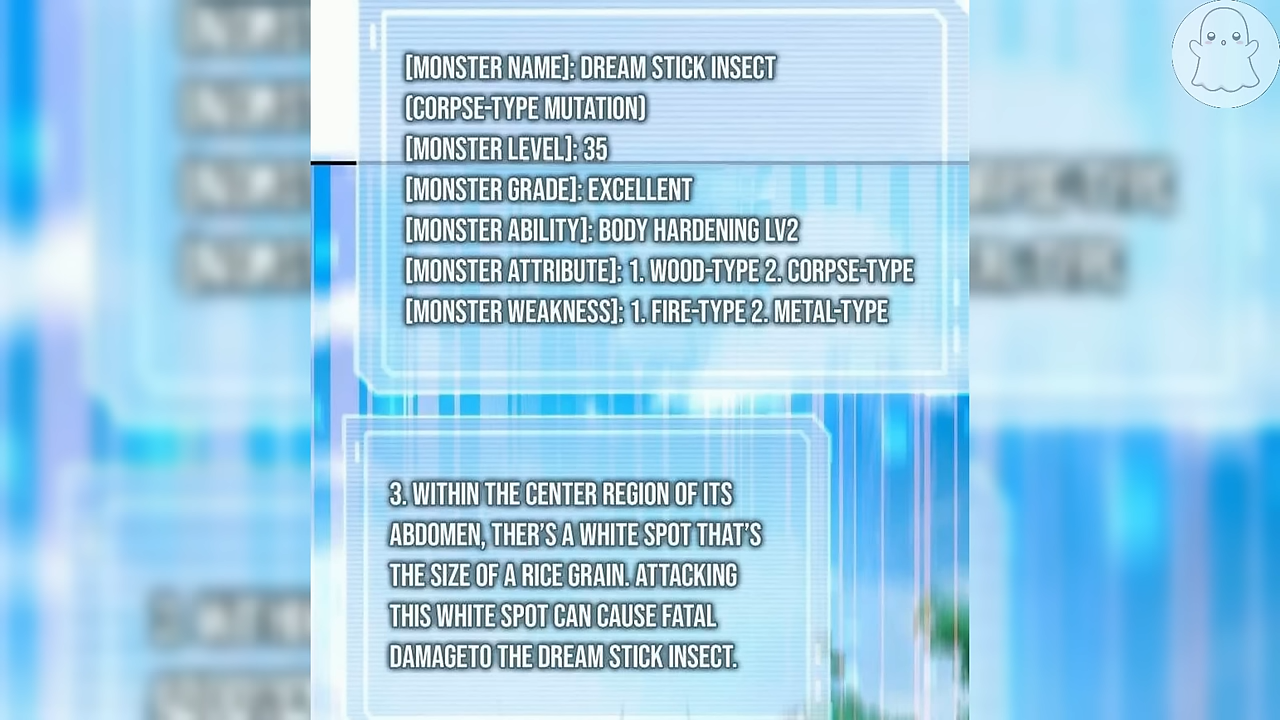 [MONSTER NAME]: DREAM STICK INSECT
(CORPSE-TYPE MUTATION)
[MONSTER LEVEL]: 35
[MONSTER GRADE]: EXCELLENT
[MONSTER ABILITY]: BODY HARDENING LV2
[MONSTER ATTRIBUTE]: 1. WOOD-TYPE 2. CORPSE-TYPE
[MONSTER WEAKNESS]: 1. FIRE-TYPE 2. METAL-TYPE
3. WITHIN THE CENTER REGION OF ITS
ABDOMEN, THER'S A WHITE SPOT THAT'S
THE SIZE OF A RICE GRAIN. ATTACKING
THIS WHITE SPOT CAN CAUSE FATAL
DAMAGETO THE DREAM STICK INSECT.